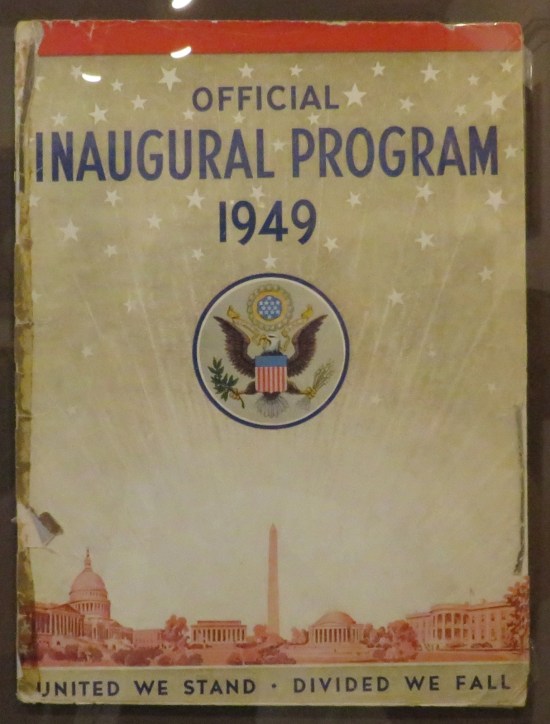 OFFICIAL
INAUGURAL PROGRAM
1949
UNITED WE STAND · DIVIDED WE FALL